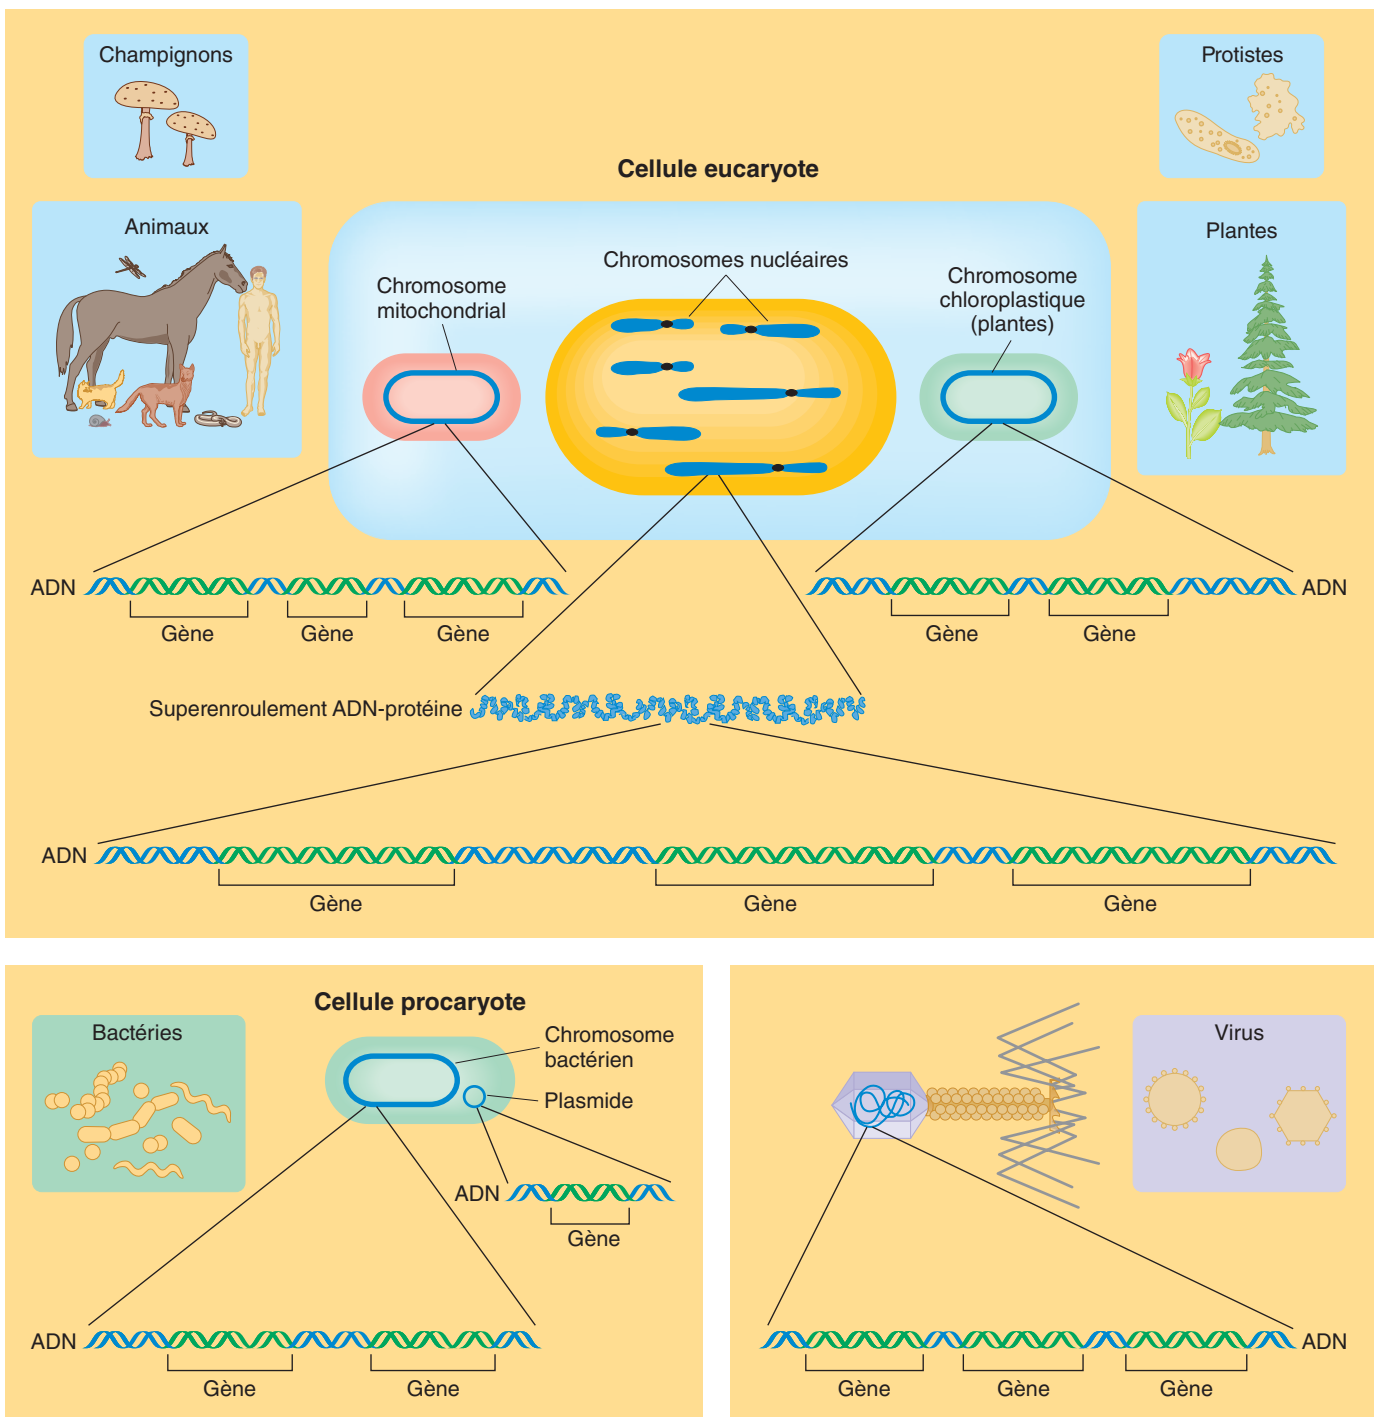 Champignons
Protistes
Cellule eucaryote
Animaux
Plantes
Chromosomes nucléaires
Chromosome
mitochondrial
Chromosome
chloroplastique
(plantes)
ADN
ADN
Gène
Gène
Gène
Gène
Gène
Superenroulement ADN-protéine
ADN
Gène
Gène
Gène
Cellule procaryote
Bactéries
Chromosome
bactérien
Plasmide
ADN
Gène
ADN
Gène
Gène
Virus
ADN
Gène
Gène
Gène